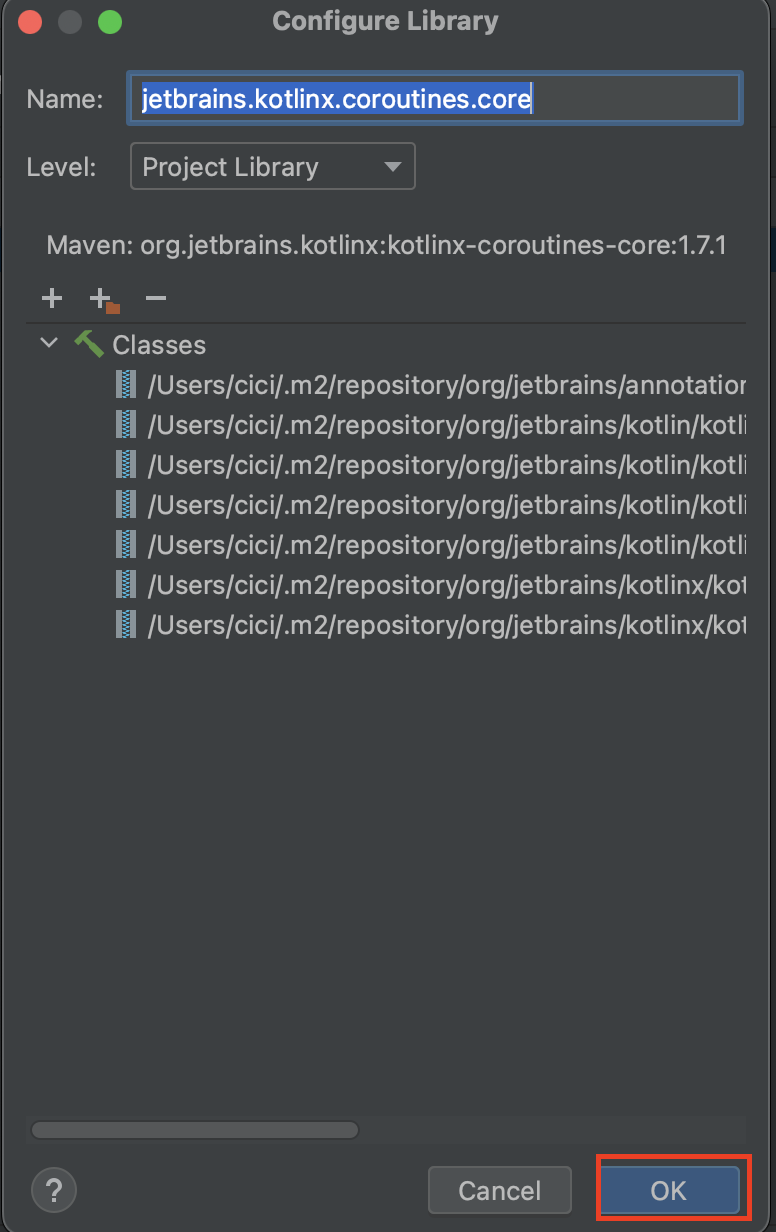 Configure Library
Name: jetbrains.kotlinx.coroutines.core
Level: Project Library
Maven: org.jetbrains.kotlinx:kotlinx-coroutines-core:1.7.1
Classes
/Users/cici/.m2/repository/org/jetbrains/annotation
/Users/cici/.m2/repository/org/jetbrains/kotlin/kotli
/Users/cici/.m2/repository/org/jetbrains/kotlin/kotli
/Users/cici/.m2/repository/org/jetbrains/kotlin/kotli
/Users/cici/.m2/repository/org/jetbrains/kotlin/kotli
/Users/cici/.m2/repository/org/jetbrains/kotlinx/kot
/Users/cici/.m2/repository/org/jetbrains/kotlinx/kot
? Cancel OK